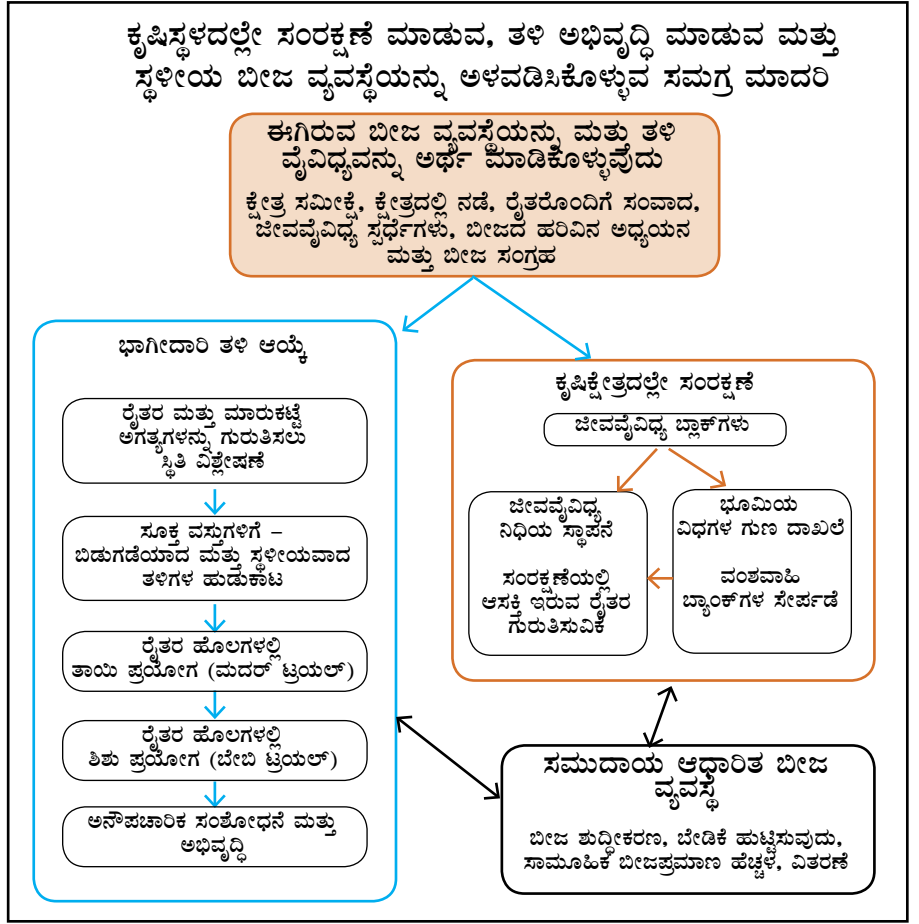 ಕೃಷಿಸ್ಥಳದಲ್ಲೇ ಸಂರಕ್ಷಣೆ ಮಾಡುವ, ತಳಿ ಅಭಿವೃದ್ಧಿ ಮಾಡುವ ಮತ್ತು
ಸ್ಥಳೀಯ ಬೀಜ ವ್ಯವಸ್ಥೆಯನ್ನು ಅಳವಡಿಸಿಕೊಳ್ಳುವ ಸಮಗ್ರ ಮಾದರಿ
ಈಗಿರುವ ಬೀಜ ವ್ಯವಸ್ಥೆಯನ್ನು ಮತ್ತು ತಳಿ
ವೈವಿಧ್ಯವನ್ನು ಅರ್ಥ ಮಾಡಿಕೊಳ್ಳುವುದು
ಕ್ಷೇತ್ರ ಸಮೀಕ್ಷೆ, ಕ್ಷೇತ್ರದಲ್ಲಿ ನಡೆ, ರೈತರೊಂದಿಗೆ ಸಂವಾದ,
ಜೀವವೈವಿಧ್ಯ ಸ್ಪರ್ಧೆಗಳು, ಬೀಜದ ಹರಿವಿನ ಅಧ್ಯಯನ
ಮತ್ತು ಬೀಜ ಸಂಗ್ರಹ
ಭಾಗೀದಾರಿ ತಳಿ ಆಯ್ಕೆ
ರೈತರ ಮತ್ತು ಮಾರುಕಟ್ಟೆ
ಅಗತ್ಯಗಳನ್ನು ಗುರುತಿಸಲು
ಸ್ಥಿತಿ ವಿಶ್ಲೇಷಣೆ
ಸೂಕ್ತ ವಸ್ತುಗಳಿಗೆ –
ಬಿಡುಗಡೆಯಾದ ಮತ್ತು ಸ್ಥಳೀಯವಾದ
ತಳಿಗಳ ಹುಡುಕಾಟ
ರೈತರ ಹೊಲಗಳಲ್ಲಿ
ತಾಯಿ ಪ್ರಯೋಗ (ಮದರ್ ಟ್ರಯಲ್)
ರೈತರ ಹೊಲಗಳಲ್ಲಿ
ಶಿಶು ಪ್ರಯೋಗ (ಬೇಬಿ ಟ್ರಯಲ್)
ಅನೌಪಚಾರಿಕ ಸಂಶೋಧನೆ ಮತ್ತು
ಅಭಿವೃದ್ಧಿ
ಕೃಷಿಕ್ಷೇತ್ರದಲ್ಲೇ ಸಂರಕ್ಷಣೆ
ಜೀವವೈವಿಧ್ಯ ಬ್ಲಾಕ್‌ಗಳು
ಜೀವವೈವಿಧ್ಯ
ನಿಧಿಯ ಸ್ಥಾಪನೆ
ಸಂರಕ್ಷಣೆಯಲ್ಲಿ
ಆಸಕ್ತಿ ಇರುವ ರೈತರ
ಗುರುತಿಸುವಿಕೆ
ಭೂಮಿಯ
ವಿಧಗಳ ಗುಣ ದಾಖಲೆ
ವಂಶವಾಹಿ
ಬ್ಯಾಂಕ್‌ಗಳ ಸೇರ್ಪಡೆ
ಸಮುದಾಯ ಆಧಾರಿತ ಬೀಜ
ವ್ಯವಸ್ಥೆ
ಬೀಜ ಶುದ್ಧೀಕರಣ, ಬೇಡಿಕೆ ಹುಟ್ಟಿಸುವುದು,
ಸಾಮೂಹಿಕ ಬೀಜಪ್ರಮಾಣ ಹೆಚ್ಚಳ, ವಿತರಣೆ